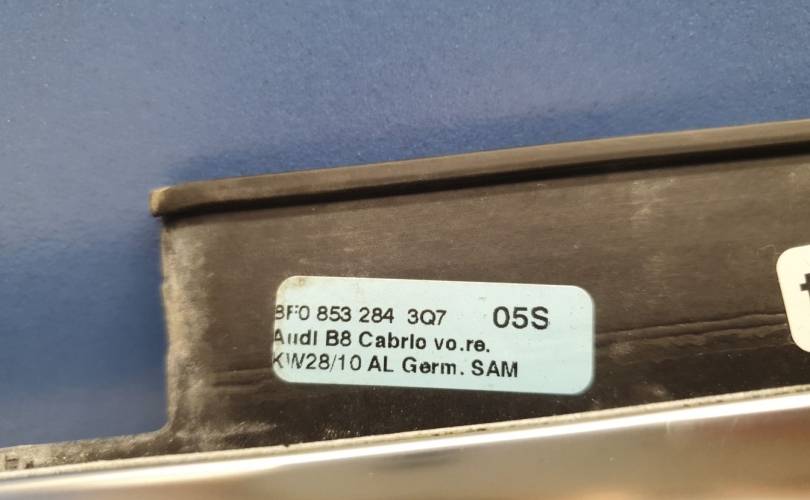 8F0 853 284 3Q7 05S
Audi B8 Cabrio vo.re.
KW28/10 AL Germ. SAM